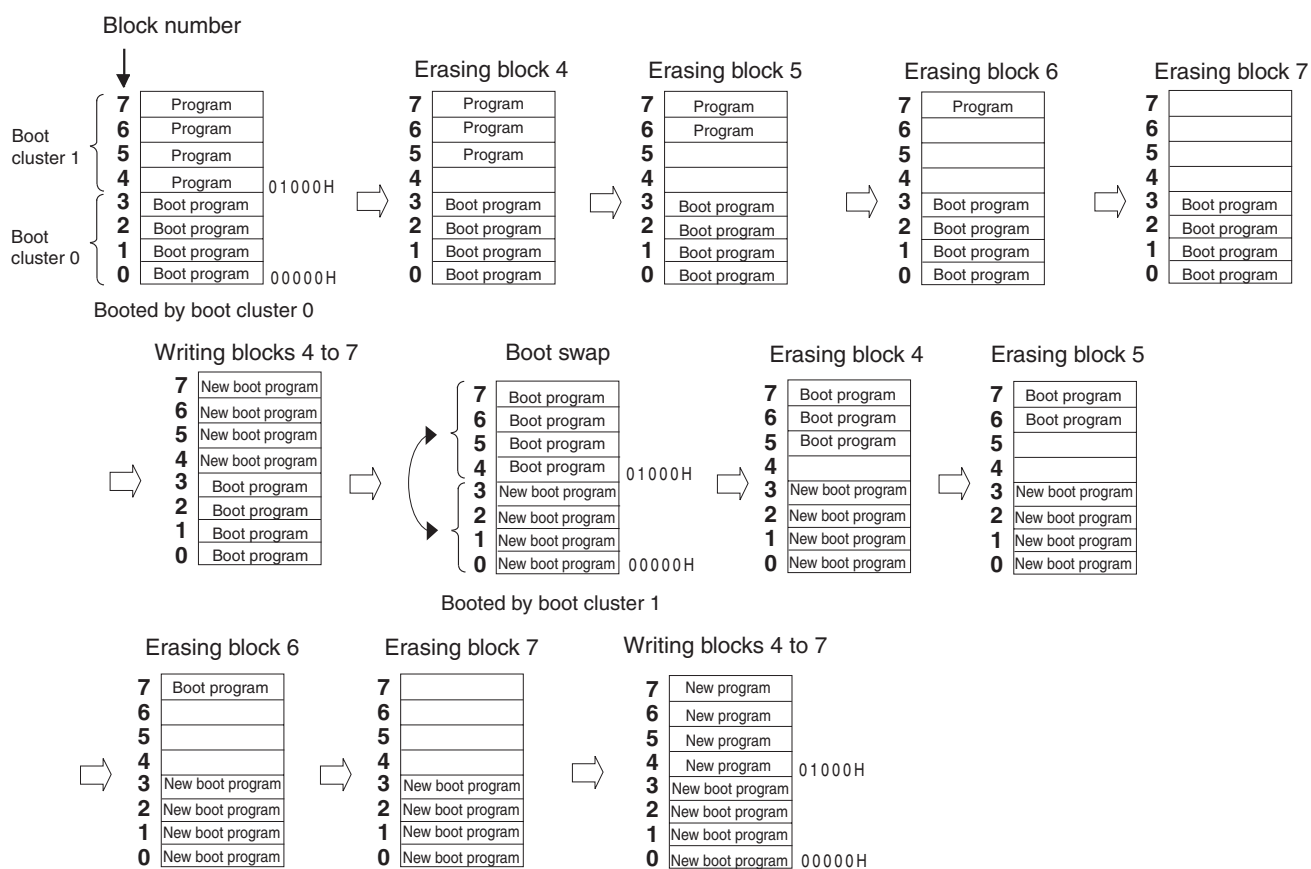 Block number
Erasing block 4
Erasing block 5
Erasing block 6
Erasing block 7
Boot cluster 1
Boot cluster 0
7 Program
6 Program
5 Program
4 Program 01000H
3 Boot program
2 Boot program
1 Boot program
0 Boot program 00000H
Booted by boot cluster 0
7 Program
6 Program
5 Program
4
3 Boot program
2 Boot program
1 Boot program
0 Boot program
7 Program
6 Program
5
4
3 Boot program
2 Boot program
1 Boot program
0 Boot program
7 Program
6
5
4
3 Boot program
2 Boot program
1 Boot program
0 Boot program
7
6
5
4
3 Boot program
2 Boot program
1 Boot program
0 Boot program
Writing blocks 4 to 7
7 New boot program
6 New boot program
5 New boot program
4 New boot program
3 Boot program
2 Boot program
1 Boot program
0 Boot program
Boot swap
7 Boot program
6 Boot program
5 Boot program
4 Boot program 01000H
3 New boot program
2 New boot program
1 New boot program
0 New boot program 00000H
Booted by boot cluster 1
Erasing block 4
7 Boot program
6 Boot program
5 Boot program
4
3 New boot program
2 New boot program
1 New boot program
0 New boot program
Erasing block 5
7 Boot program
6 Boot program
5
4
3 New boot program
2 New boot program
1 New boot program
0 New boot program
Erasing block 6
7 Boot program
6
5
4
3 New boot program
2 New boot program
1 New boot program
0 New boot program
Erasing block 7
7
6
5
4
3 New boot program
2 New boot program
1 New boot program
0 New boot program
Writing blocks 4 to 7
7 New program
6 New program
5 New program
4 New program 01000H
3 New boot program
2 New boot program
1 New boot program
0 New boot program 00000H